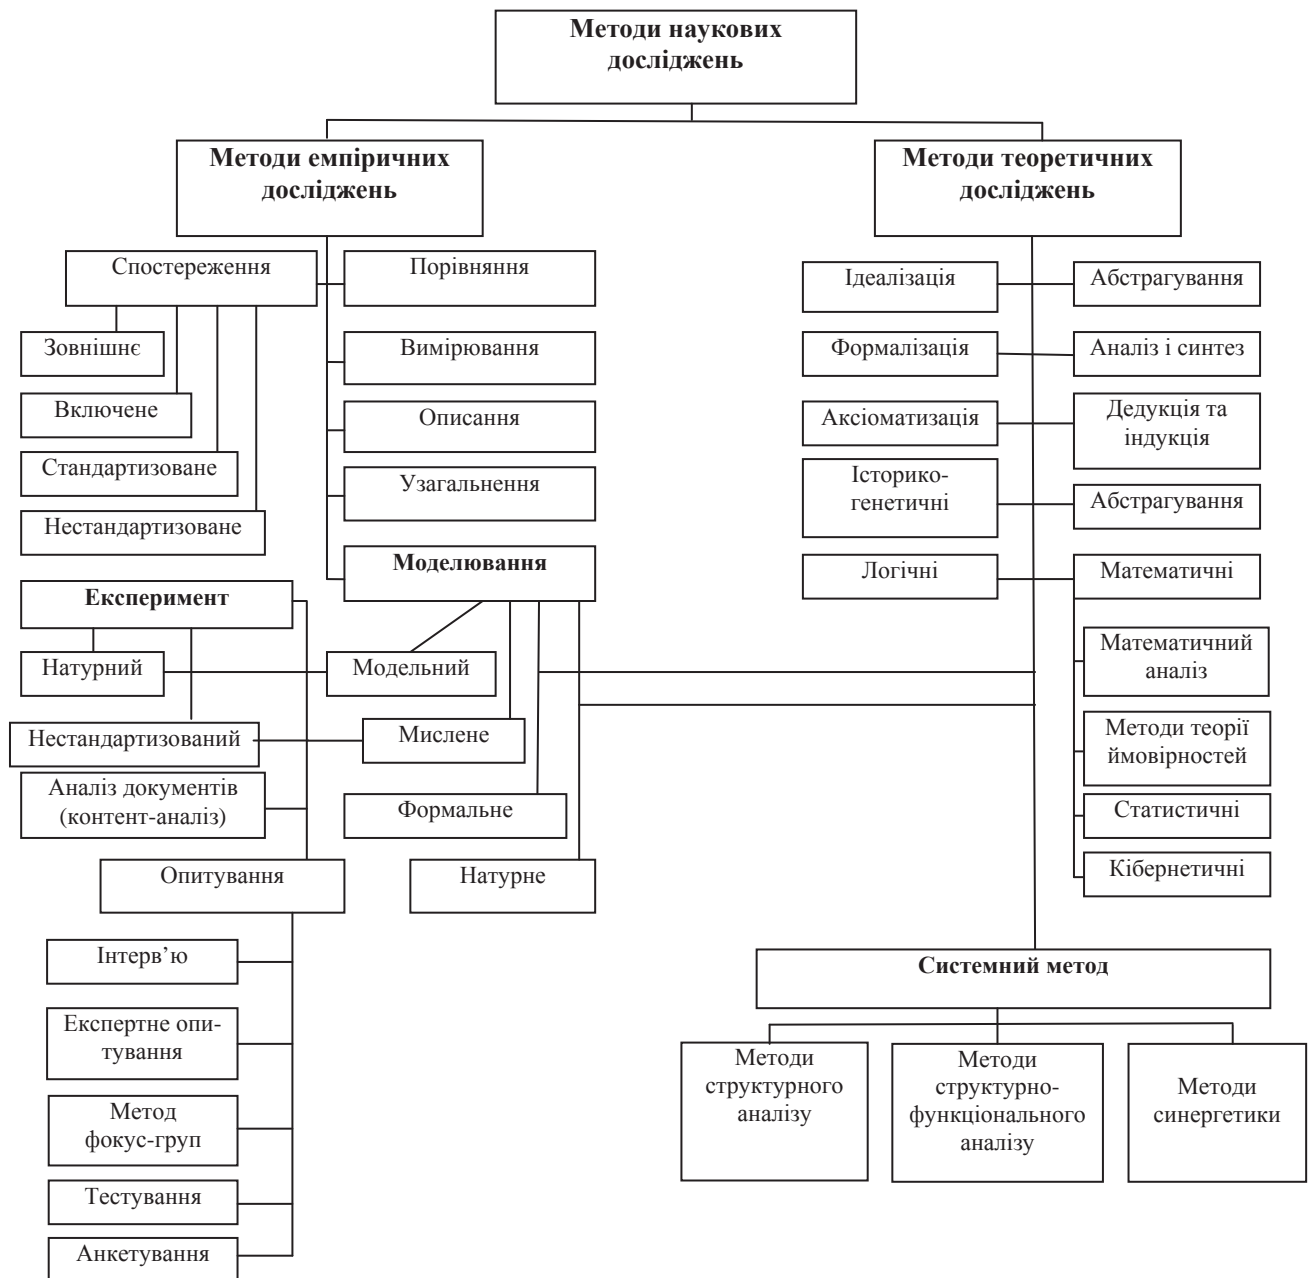 Методи наукових
досліджень
Методи емпіричних
досліджень
Методи теоретичних
досліджень
Спостереження
Порівняння
Зовнішнє
Вимірювання
Включене
Описання
Стандартизоване
Узагальнення
Нестандартизоване
Моделювання
Експеримент
Натурний
Модельний
Нестандартизований
Мислене
Аналіз документів
(контент-аналіз)
Формальне
Опитування
Натурне
Інтерв’ю
Експертне опи-
тування
Метод
фокус-груп
Тестування
Анкетування
Ідеалізація
Абстрагування
Формалізація
Аналіз і синтез
Аксіоматизація
Дедукція та
індукція
Історико-
генетичні
Абстрагування
Логічні
Математичні
Математичний
аналіз
Методи теорії
ймовірностей
Статистичні
Кібернетичні
Системний метод
Методи
структурного
аналізу
Методи
структурно-
функціонального
аналізу
Методи
синергетики